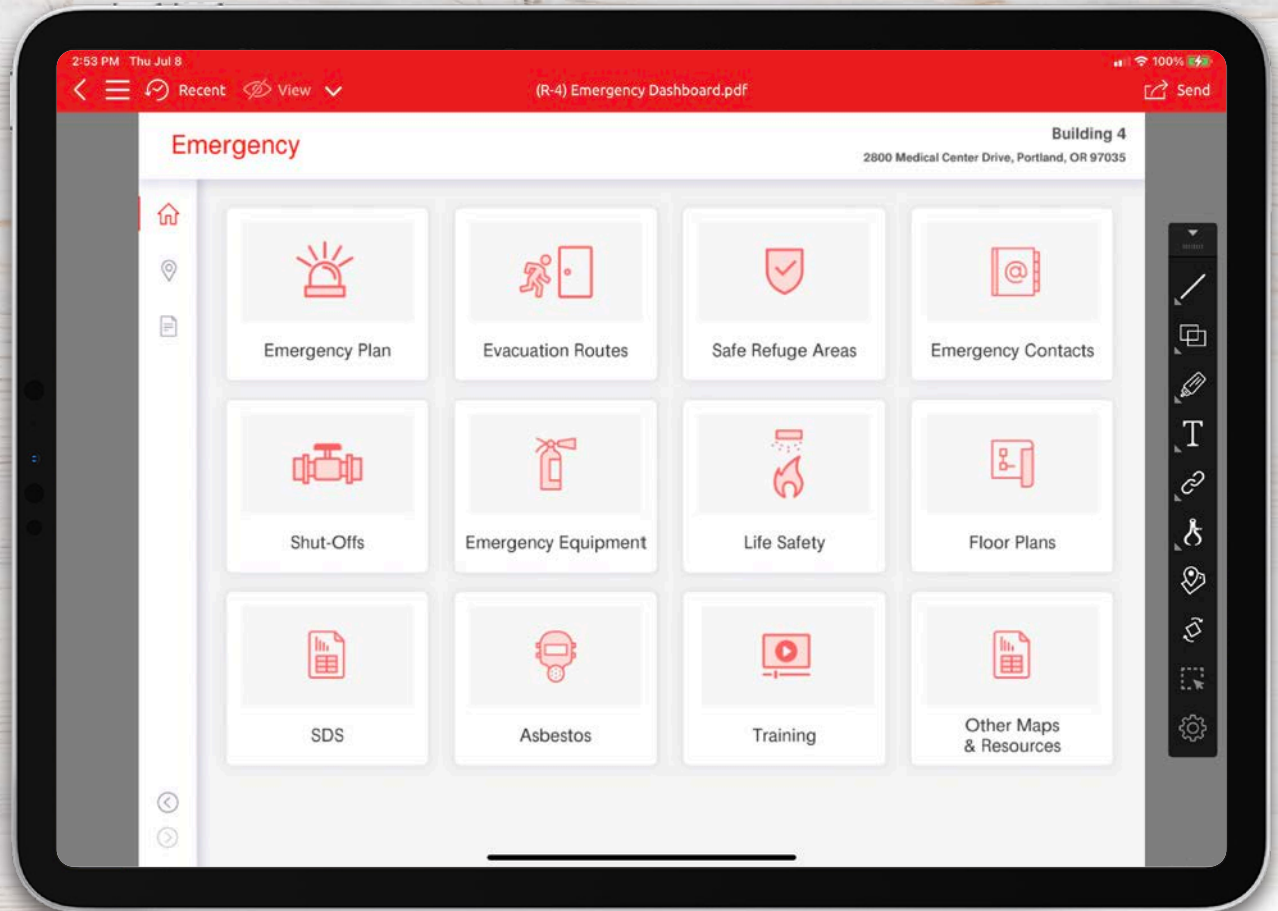 2:53 PM Thu Jul 8
100%
Recent
View
(R-4) Emergency Dashboard.pdf
Send
Emergency
Building 4
2800 Medical Center Drive, Portland, OR 97035
Emergency Plan
Evacuation Routes
Safe Refuge Areas
Emergency Contacts
Shut-Offs
Emergency Equipment
Life Safety
Floor Plans
SDS
Asbestos
Training
Other Maps
& Resources
T